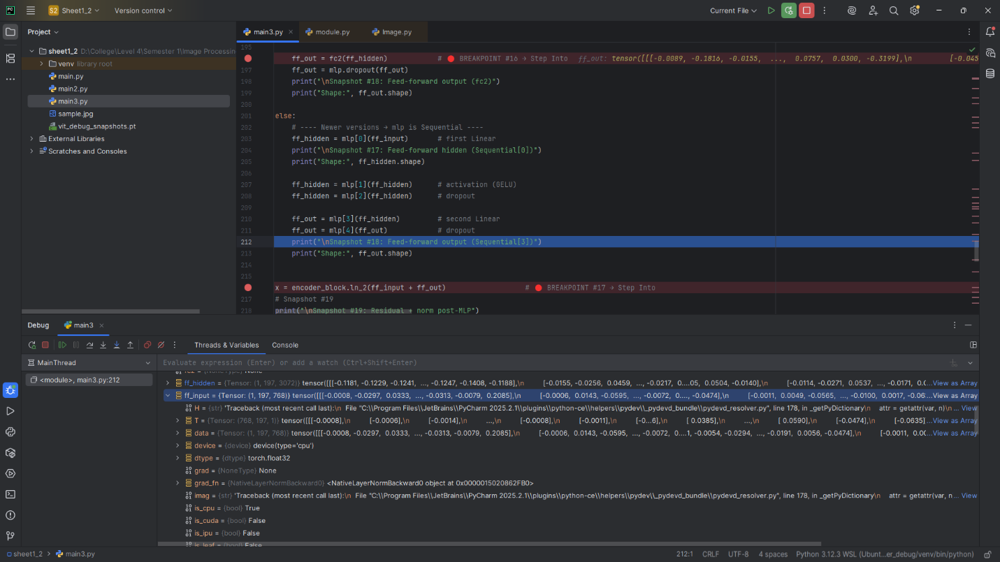 PC
S2 Sheet1_2
Version control
Current File
Project
sheet1_2 D:\College\Level 4\Semester 1\Image Processin
venv library root
main.py
main2.py
main3.py
sample.jpg
vit_debug_snapshots.pt
External Libraries
Scratches and Consoles
main3.py
module.py
Image.py
195
ff_out = fc2(ff_hidden) # 🔴 BREAKPOINT #16 → Step Into ff_out: tensor([[[-0.0089, -0.1816, -0.0155, ..., 0.0757, 0.0300, -0.3199],\n [-0.045
197 ff_out = mlp.dropout(ff_out)
198 print("\nSnapshot #18: Feed-forward output (fc2)")
199 print("Shape:", ff_out.shape)
200
201 else:
202 # ---- Newer versions → mlp is Sequential ----
203 ff_hidden = mlp[0](ff_input) # first Linear
204 print("\nSnapshot #17: Feed-forward hidden (Sequential[0])")
205 print("Shape:", ff_hidden.shape)
206
207 ff_hidden = mlp[1](ff_hidden) # activation (GELU)
208 ff_hidden = mlp[2](ff_hidden) # dropout
209
210 ff_out = mlp[3](ff_hidden) # second Linear
211 ff_out = mlp[4](ff_out) # dropout
212 print("\nSnapshot #18: Feed-forward output (Sequential[3])")
213 print("Shape:", ff_out.shape)
214
215
x = encoder_block.ln_2(ff_input + ff_out) # 🔴 BREAKPOINT #17 → Step Into
217 # Snapshot #19
218 print("\nSnapshot #19: Residual + norm post-MLP")
Debug
main3
Threads & Variables
Console
MainThread
Evaluate expression (Enter) or add a watch (Ctrl+Shift+Enter)
<module>, main3.py:212
fc2 = {NoneType} None
ff_hidden = {Tensor: (1, 197, 3072)} tensor([[[-0.1181, -0.1229, -0.1241, ..., -0.1247, -0.1408, -0.1188],\n [-0.0155, -0.0256, 0.0459, ..., -0.0217, 0....05, 0.0504, -0.0140],\n [-0.0114, -0.0271, 0.0537, ..., -0.0171, 0.0...View as Array
ff_input = {Tensor: (1, 197, 768)} tensor([[[-0.0008, -0.0297, 0.0333, ..., -0.0313, -0.0079, 0.2085],\n [-0.0006, 0.0143, -0.0595, ..., -0.0072, 0....1, -0.0054, -0.0474],\n [-0.0011, 0.0049, -0.0565, ..., -0.0100, 0.0017, -0.06...View as Array
H = {str} 'Traceback (most recent call last):\n File "C:\\Program Files\\JetBrains\\PyCharm 2025.2.1\\plugins\\python-ce\\helpers\\pydev\\_pydevd_bundle\\pydevd_resolver.py", line 178, in _getPyDictionary\n attr = getattr(var, n)\n ... View
T = {Tensor: (768, 197, 1)} tensor([[[-0.0008],\n [-0.0006],\n [-0.0014],\n ...,\n [-0.0008],\n [-0.0011],\n [-0...6],\n [ 0.0385],\n ...,\n [ 0.0590],\n [-0.0474],\n [-0.0635]...View as Array
data = {Tensor: (1, 197, 768)} tensor([[[-0.0008, -0.0297, 0.0333, ..., -0.0313, -0.0079, 0.2085],\n [-0.0006, 0.0143, -0.0595, ..., -0.0072, 0....1, -0.0054, -0.0294, ..., -0.0191, 0.0056, -0.0474],\n [-0.0011, 0.00...View as Array
device = {device} device(type='cpu')
dtype = {dtype} torch.float32
grad = {NoneType} None
grad_fn = {NativeLayerNormBackward0} <NativeLayerNormBackward0 object at 0x0000015020862FB0>
imag = {str} 'Traceback (most recent call last):\n File "C:\\Program Files\\JetBrains\\PyCharm 2025.2.1\\plugins\\python-ce\\helpers\\pydev\\_pydevd_bundle\\pydevd_resolver.py", line 178, in _getPyDictionary\n attr = getattr(var, n... View
is_cpu = {bool} True
is_cuda = {bool} False
is_ipu = {bool} False
is_leaf = {bool} False
sheet1_2 > main3.py
212:1 CRLF UTF-8 4 spaces Python 3.12.3 WSL (Ubunt...er_debug/venv/bin/python)